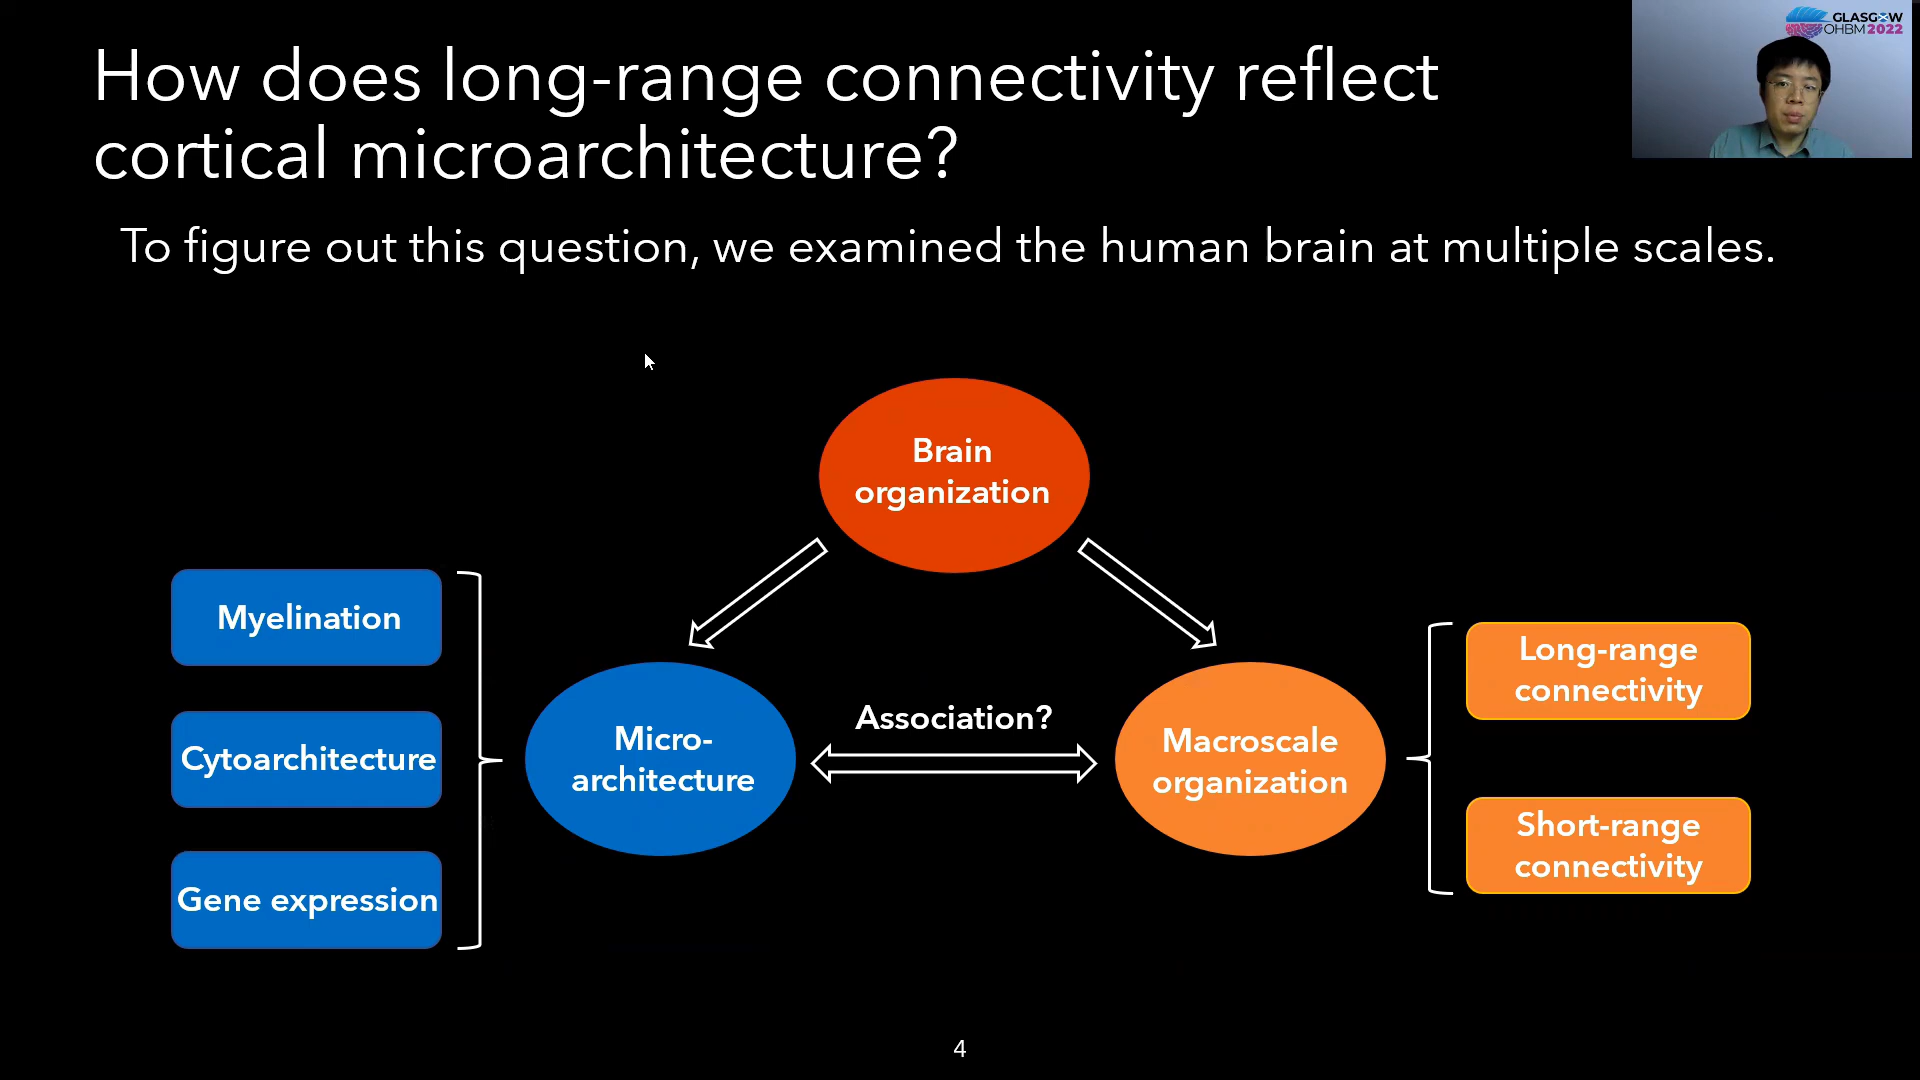 How does long-range connectivity reflect
cortical microarchitecture?
GLASGOW
OHBM 2022
To figure out this question, we examined the human brain at multiple scales.
Brain
organization
Myelination
Cytoarchitecture
Gene expression
Micro-
architecture
Association?
Macroscale
organization
Long-range
connectivity
Short-range
connectivity
4